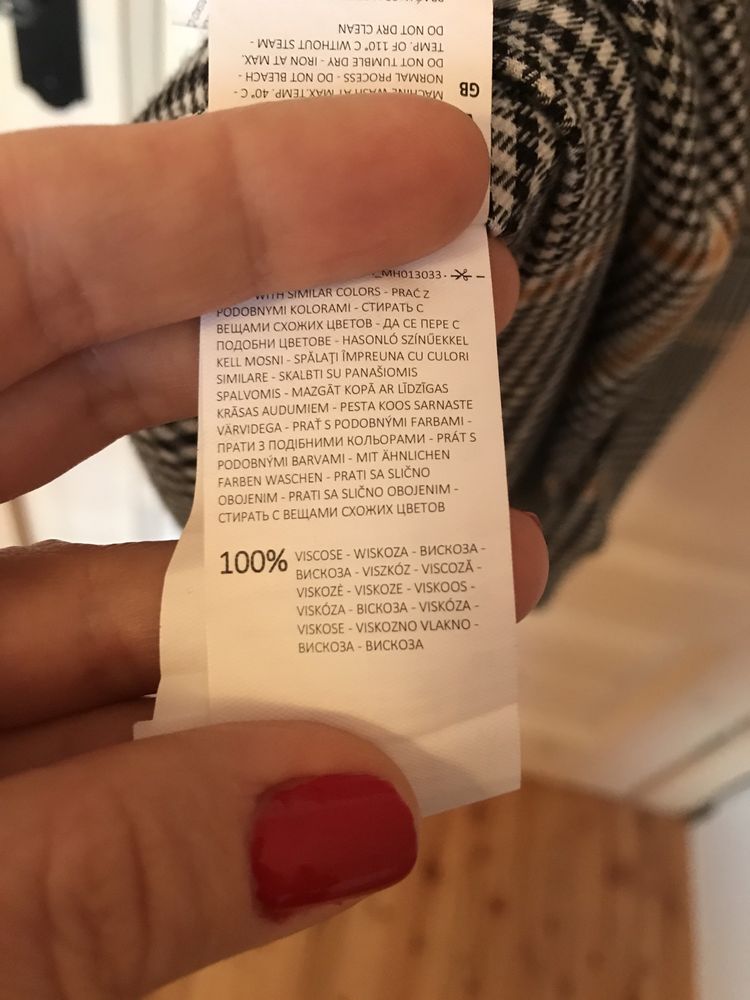 DO NOT DRY CLEAN
TEMP. OF 110° C WITHOUT STEAM -
DO NOT TUMBLE DRY - IRON AT MAX.
NORMAL PROCESS- DO NOT BLEACH -
MACHINE WASH AT MAX.TEMP. 40° C -
GB
_MH013033-
WITH SIMILAR COLORS - PRAĆ Z
PODOBNYMI KOLORAMI - СТИРАТЬ С
ВЕЩАМИ СХОЖИХ ЦВЕТОВ - ДА СЕ ПЕРЕ С
ПОДОБНИ ЦВЕТОВЕ - HASONLÓ SZÍNŰEKKEL
KELL MOSNI - SPĂLAŢI ÎMPREUNA CU CULORI
SIMILARE - SKALBTI SU PANAŠIOMIS
SPALVOMIS - MAZGĀT KOPĀ AR LĪDZĪGAS
KRĀSAS AUDUMIEM - PESTA KOOS SARNASTE
VÄRVIDEGA - PRAŤ S PODOBNÝMI FARBAMI -
ПРАТИ З ПОДІБНИМИ КОЛЬОРАМИ - PRÁT S
PODOBNÝMI BARVAMI - MIT ÄHNLICHEN
FARBEN WASCHEN - PRATI SA SLIČNO
OBOJENIM - PRATI SA SLIČNO OBOJENIM -
СТИРАТЬ С ВЕЩАМИ СХОЖИХ ЦВЕТОВ
100% VISCOSE - WISKOZA - ВИСКОЗА -
ВИСКОЗА - VISZKÓZ - VISCOZĂ -
VISKOZĖ - VISKOZE - VISKOOS -
VISKÓZA - ВІСКОЗА - VISKÓZA -
VISKOSE - VISKOZNO VLAKNO -
ВИСКОЗА - ВИСКОЗА